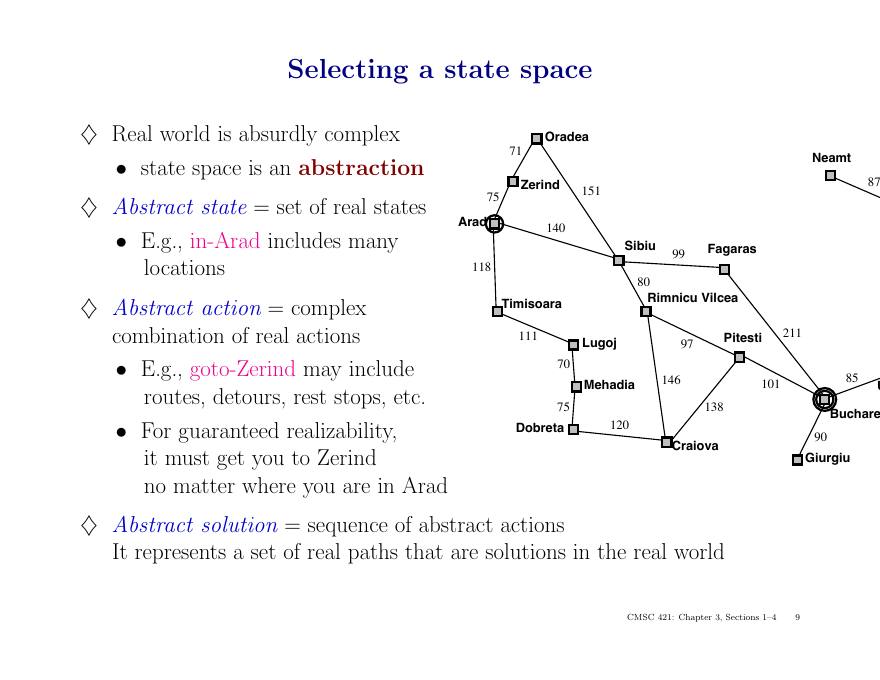 Selecting a state space
♢ Real world is absurdly complex
• state space is an abstraction
♢ Abstract state = set of real states
• E.g., in-Arad includes many
locations
♢ Abstract action = complex
combination of real actions
• E.g., goto-Zerind may include
routes, detours, rest stops, etc.
• For guaranteed realizability,
it must get you to Zerind
no matter where you are in Arad
♢ Abstract solution = sequence of abstract actions
It represents a set of real paths that are solutions in the real world
Oradea
71
Neamt
87
Zerind
151
75
Arad
140
Sibiu
99
Fagaras
118
80
Timisoara
Rimnicu Vilcea
111
Lugoj
97
Pitesti
211
70
146
101
85
Mehadia
75
138
Buchare
Dobreta
120
90
Craiova
Giurgiu
CMSC 421: Chapter 3, Sections 1–4 9